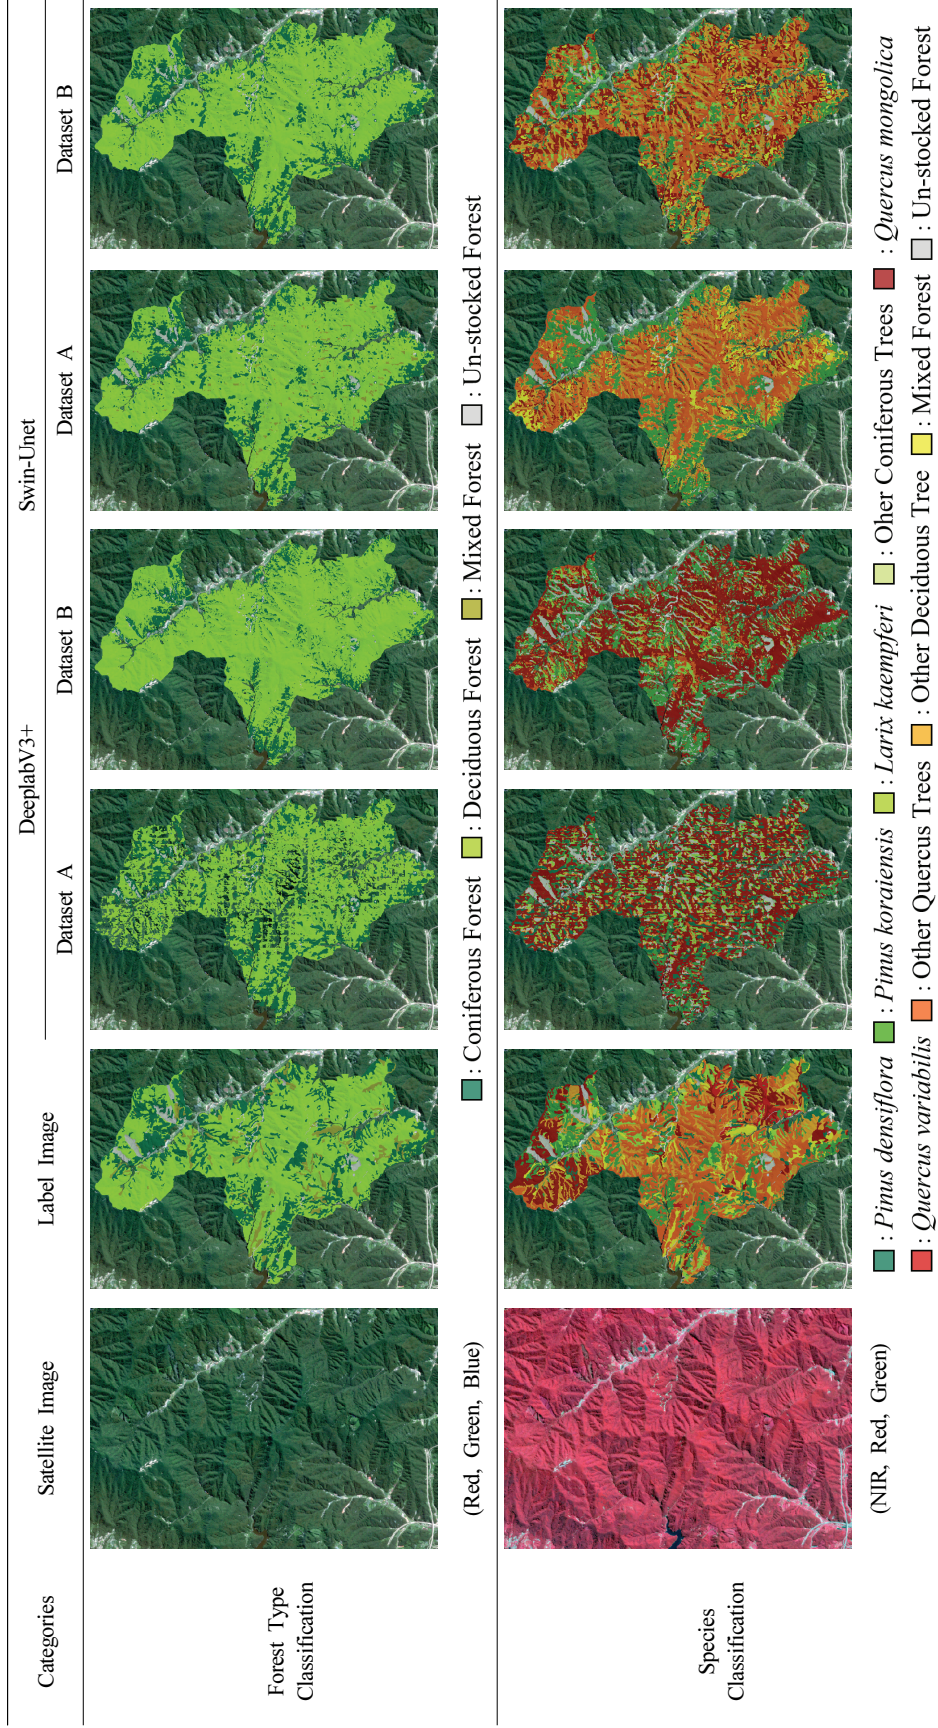 Categories Satellite Image Label Image DeeplabV3+ Swin-Unet
Dataset A Dataset B Dataset A Dataset B
Forest Type
Classification
(Red, Green, Blue) : Coniferous Forest : Deciduous Forest : Mixed Forest : Un-stocked Forest
Species
Classification
(NIR, Red, Green) : Pinus densiflora : Pinus koraiensis : Larix kaempferi : Oher Coniferous Trees : Quercus mongolica
: Quercus variabilis : Other Quercus Trees : Other Deciduous Tree : Mixed Forest : Un-stocked Forest